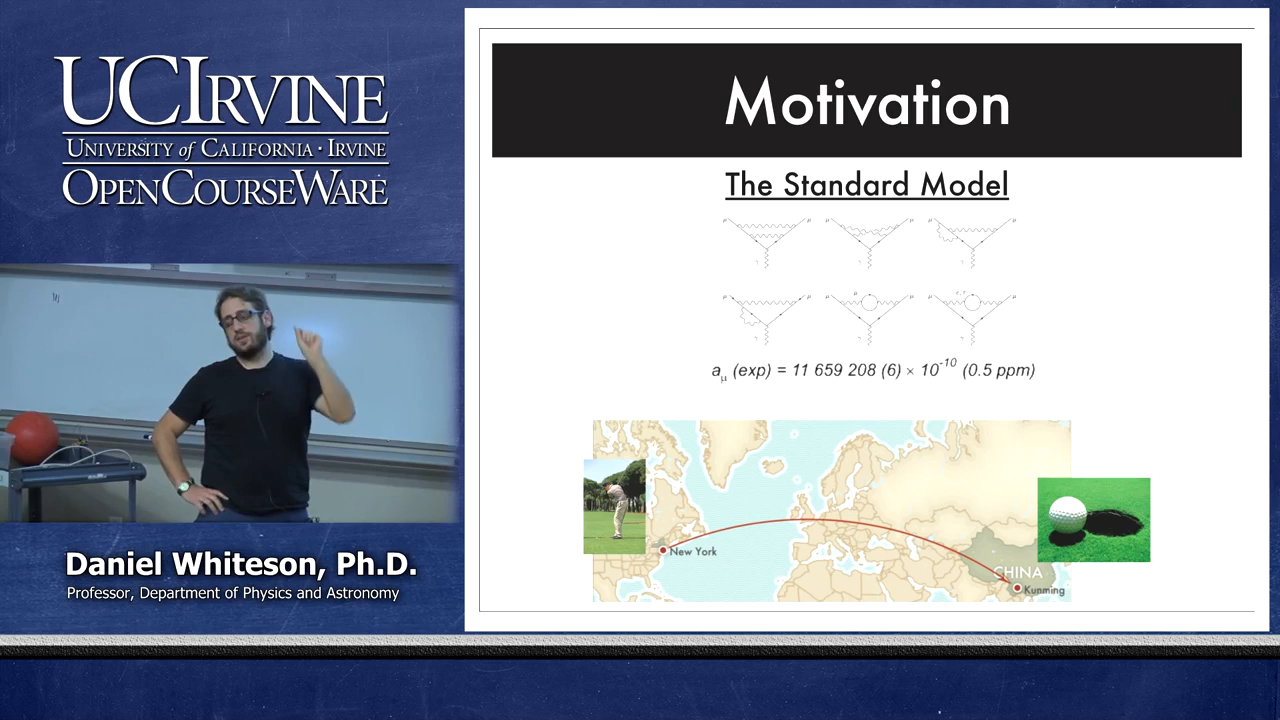 UCIRVINE
UNIVERSITY of CALIFORNIA · IRVINE
OPENCOURSEWARE
Daniel Whiteson, Ph.D.
Professor, Department of Physics and Astronomy
Motivation
The Standard Model
μ μ μ μ μ μ
γ γ γ
μ μ μ μ μ μ μ
γ γ γ
aμ (exp) = 11 659 208 (6) × 10^-10 (0.5 ppm)
New York
CHINA
Kunming